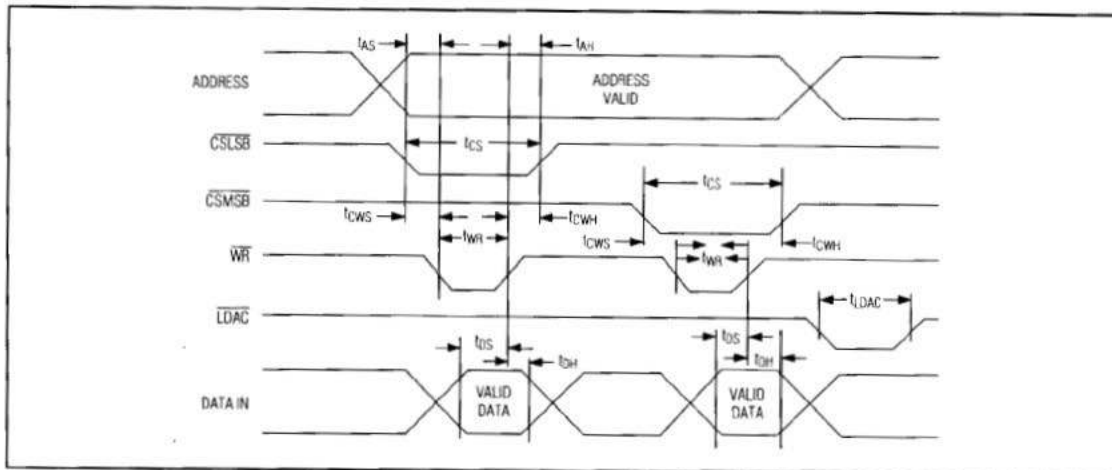 tAS
tAH
ADDRESS
ADDRESS
VALID
CSLSB
tCS
tCS
CSMSB
tCWS
tCWH
tWR
tCWS
tCWH
tWR
WR
tLDAC
LDAC
tDS
tDH
tDS
tDH
DATA IN
VALID
DATA
VALID
DATA